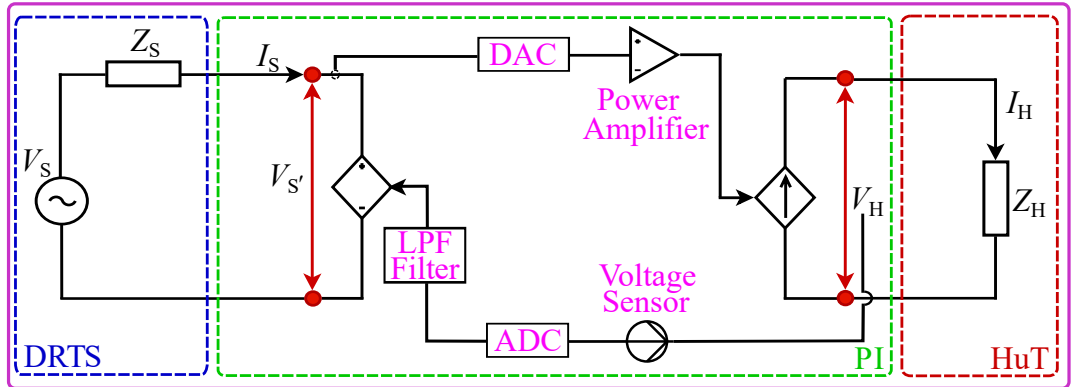 Z_S
I_S
DAC
Power
Amplifier
+
-
I_H
V_S
V_S'
+
-
V_H
Z_H
LPF
Filter
Voltage
Sensor
ADC
DRTS
PI
HuT